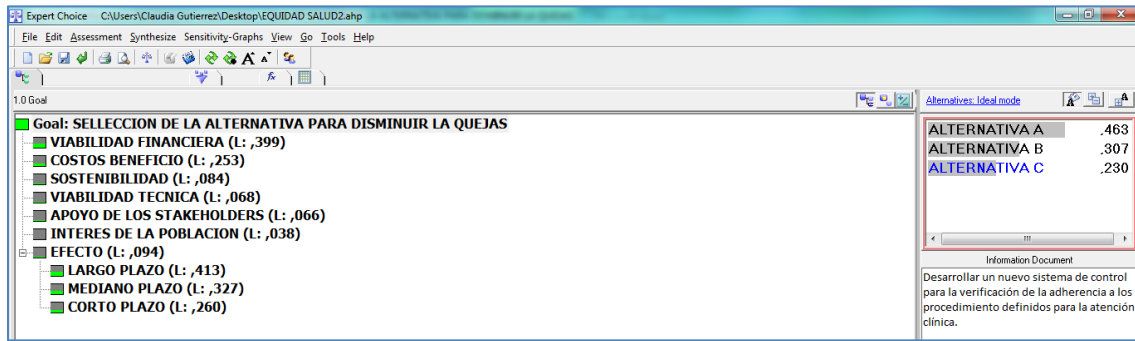 Expert Choice C:\Users\Claudia Gutierrez\Desktop\EQUIDAD SALUD2.ahp
File Edit Assessment Synthesize Sensitivity-Graphs View Go Tools Help
1.0 Goal
Alternatives: Ideal mode
Goal: SELLECCION DE LA ALTERNATIVA PARA DISMINUIR LA QUEJAS
VIABILIDAD FINANCIERA (L: ,399)
COSTOS BENEFICIO (L: ,253)
SOSTENIBILIDAD (L: ,084)
VIABILIDAD TECNICA (L: ,068)
APOYO DE LOS STAKEHOLDERS (L: ,066)
INTERES DE LA POBLACION (L: ,038)
EFECTO (L: ,094)
LARGO PLAZO (L: ,413)
MEDIANO PLAZO (L: ,327)
CORTO PLAZO (L: ,260)
ALTERNATIVA A ,463
ALTERNATIVA B ,307
ALTERNATIVA C ,230
Information Document
Desarrollar un nuevo sistema de control
para la verificación de la adherencia a los
procedimiento definidos para la atención
clínica.